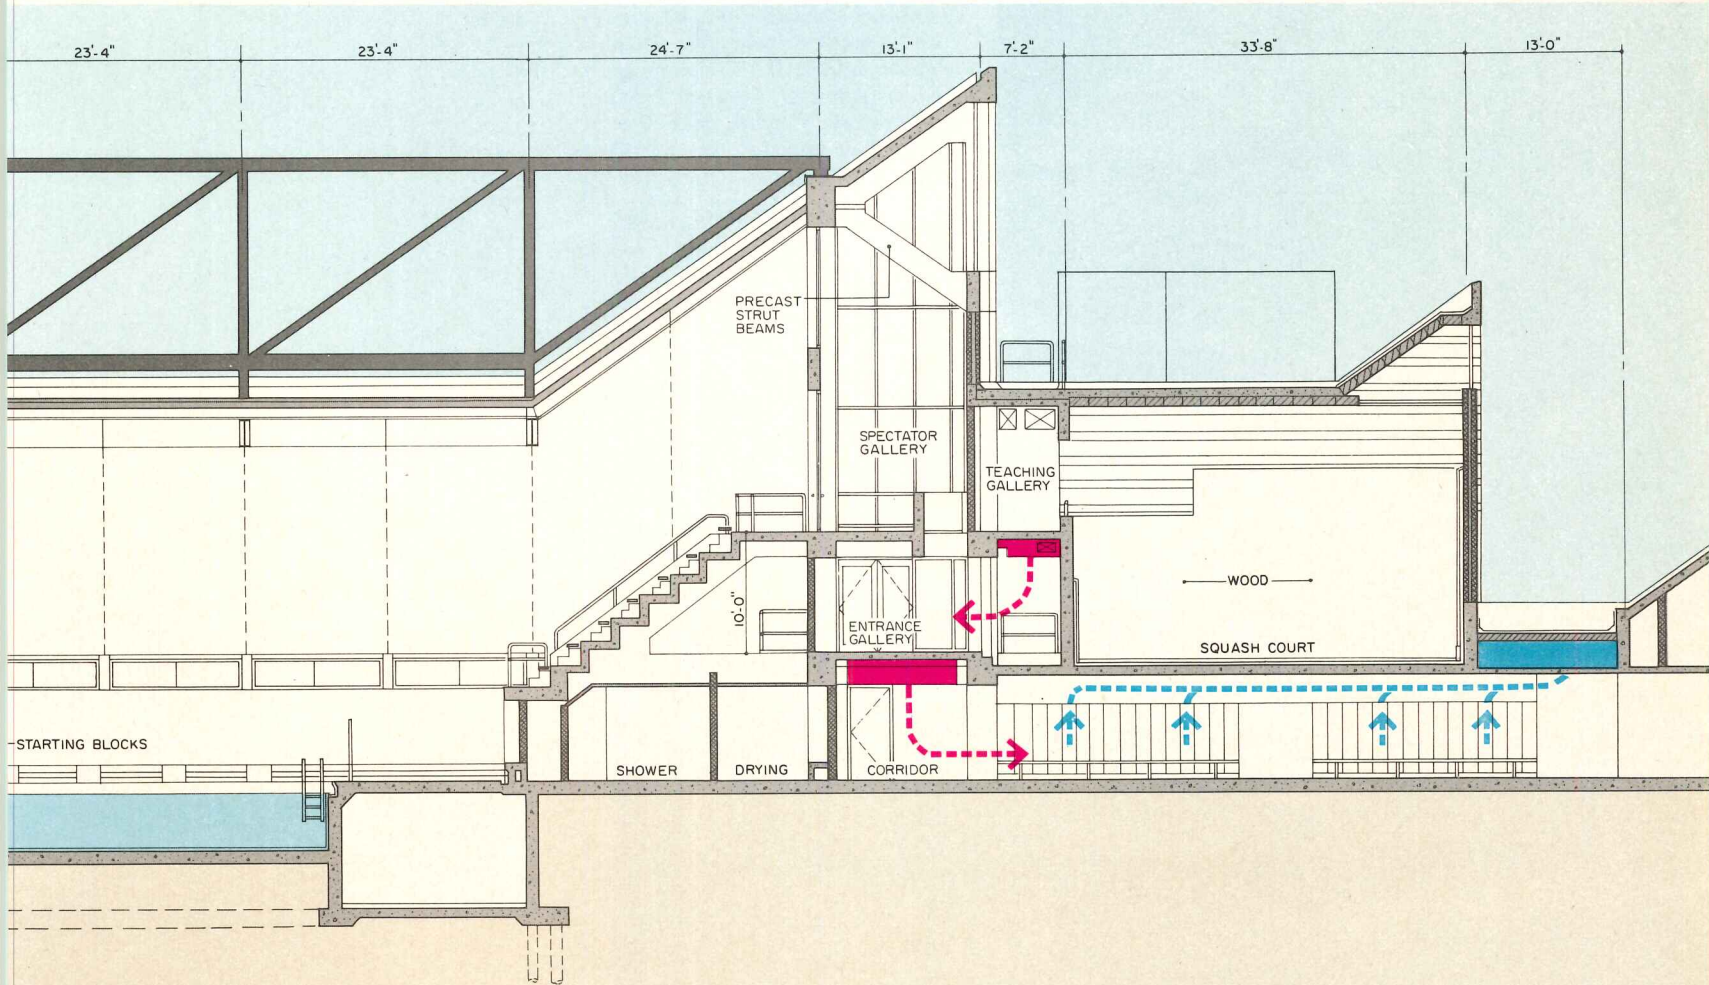 23'-4" 23'-4" 24'-7" 13'-1" 7'-2" 33'-8" 13'-0"
PRECAST
STRUT
BEAMS
SPECTATOR
GALLERY
TEACHING
GALLERY
10'-0"
WOOD
ENTRANCE
GALLERY
SQUASH COURT
STARTING BLOCKS
SHOWER DRYING CORRIDOR